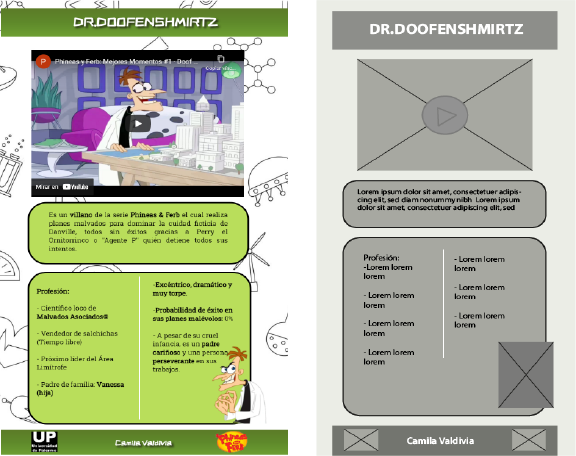 DR.DOOFENSHMIRTZ
Phineas y Ferb: Mejores Momentos #1 | Doof...
Mirar en YouTube
Es un villano de la serie Phineas & Ferb el cual realiza
planes malvados para dominar la cuidad ficticia de
Danville, todos sin éxitos gracias a Perry el
Ornitorrinco o "Agente P" quien detiene todos sus
intentos.
Profesión:
- Científico loco de
Malvados Asociados®
- Vendedor de salchichas
(Tiempo libre)
- Próximo líder del Área
Limítrofe
- Padre de familia: Vanessa
(hija)
-Excéntrico, dramático y
muy torpe.
-Probabilidad de éxito en
sus planes malévolos: 0%
- A pesar de su cruel
infancia, es un padre
cariñoso y una persona
perseverante en sus
trabajos.
UP
Universidad
de Palermo
Camila Valdivia
PHINEAS
FERB
DR.DOOFENSHMIRTZ
Lorem ipsum dolor sit amet, consectetuer adipis-
cing elit, sed diam nonummy nibh Lorem ipsum
dolor sit amet, consectetuer adipiscing elit, sed
Profesión:
-Lorem lorem
lorem
- Lorem lorem
lorem
- Lorem lorem
lorem
- Lorem lorem
lorem
- Lorem lorem
lorem
- Lorem lorem
lorem
- Lorem lorem
lorem
Camila Valdivia